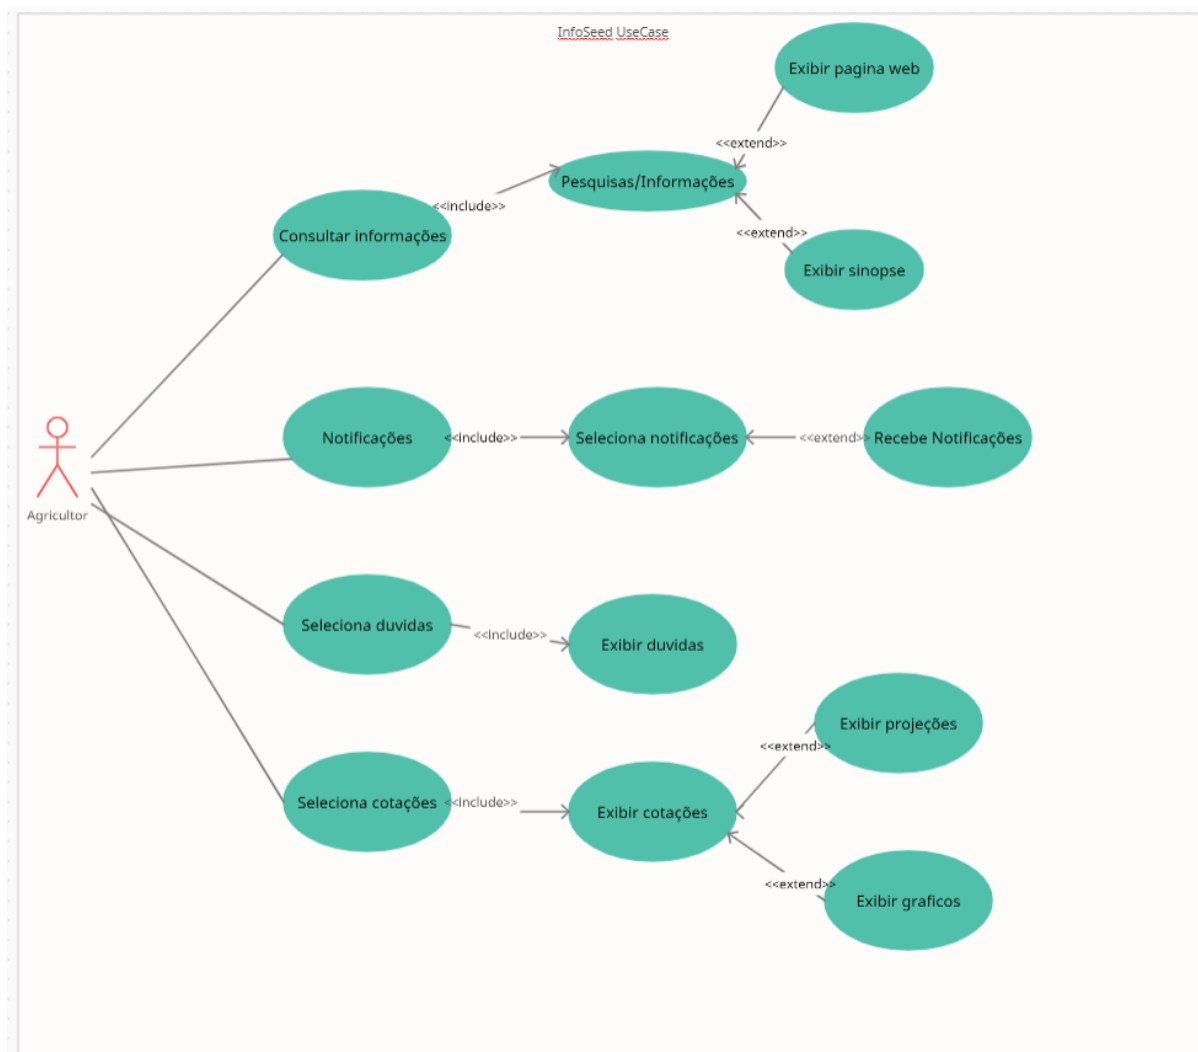 InfoSeed UseCase
Exibir pagina web
<<extend>>
Pesquisas/Informações
<<include>>
Consultar informações
<<extend>>
Exibir sinopse
Notificações
<<include>>
Seleciona notificações
<<extend>>
Recebe Notificações
Agricultor
Seleciona duvidas
<<include>>
Exibir duvidas
Exibir projeções
<<extend>>
Seleciona cotações
<<include>>
Exibir cotações
<<extend>>
Exibir graficos